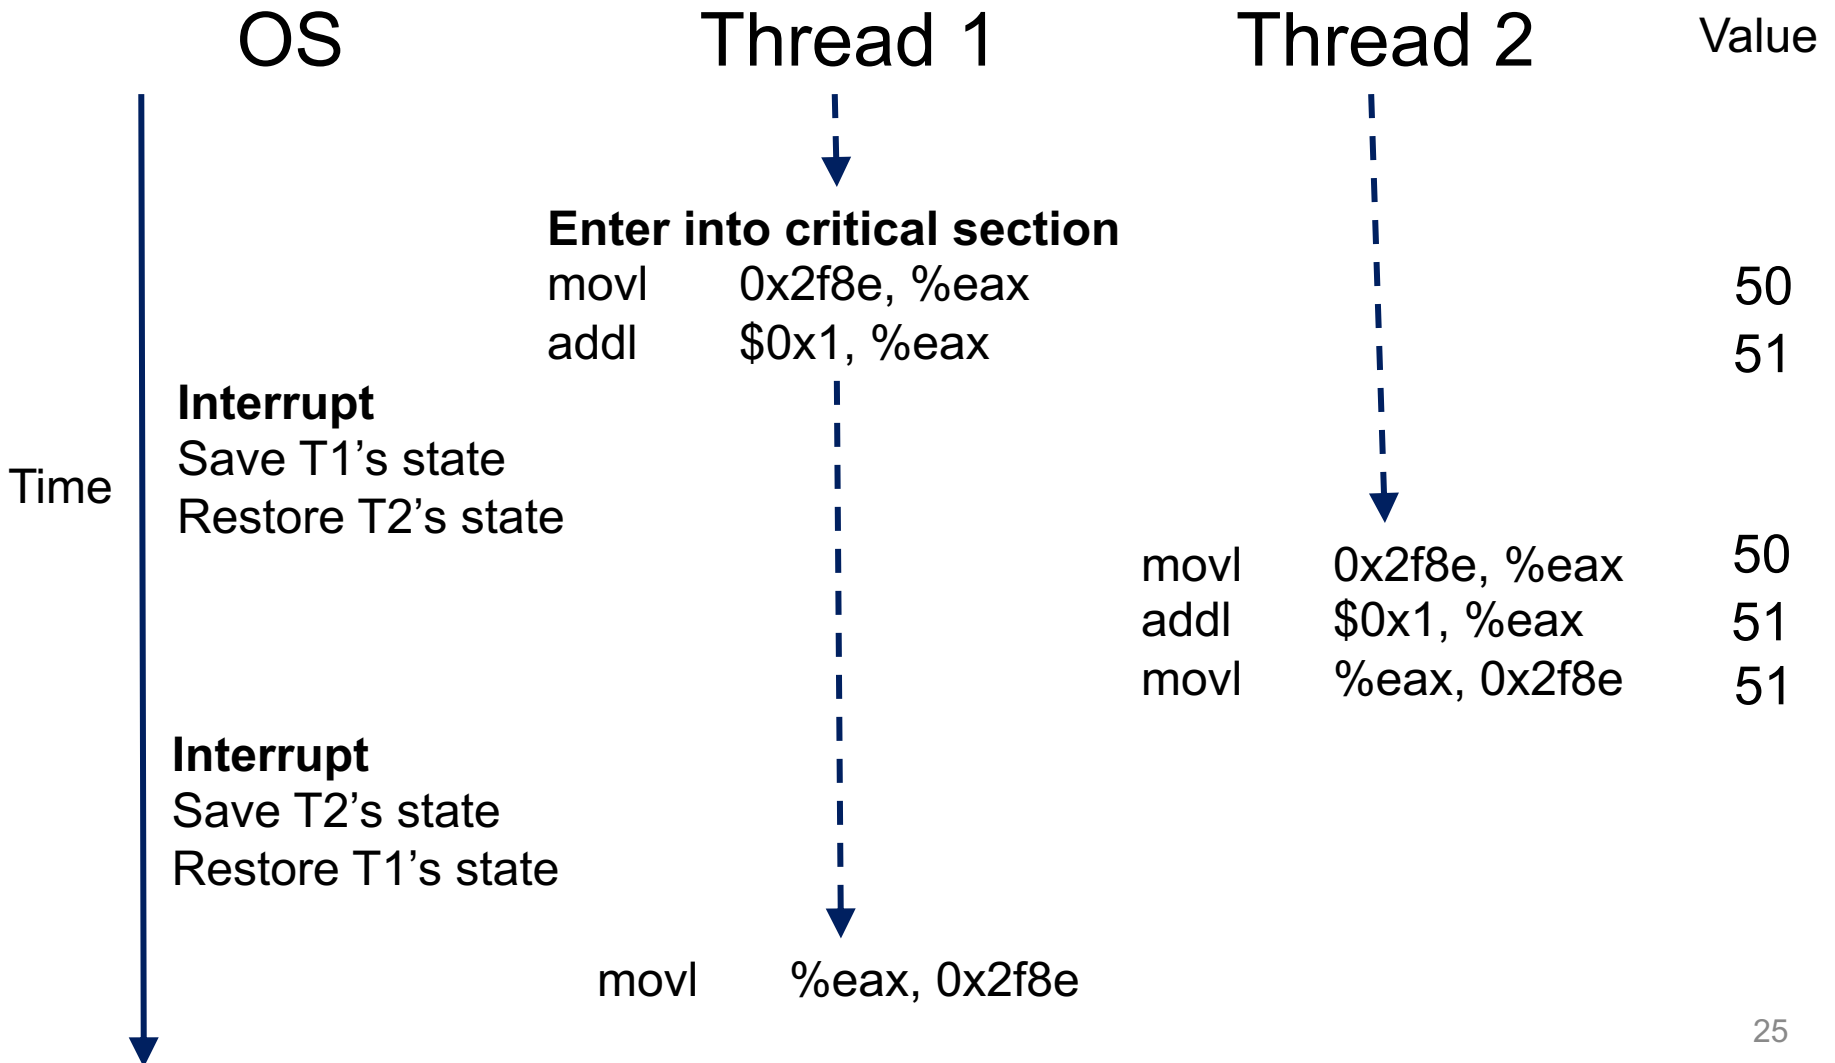 OS Thread 1 Thread 2 Value
Enter into critical section
movl 0x2f8e, %eax 50
addl $0x1, %eax 51
Interrupt
Save T1’s state
Time
Restore T2’s state
movl 0x2f8e, %eax 50
addl $0x1, %eax 51
movl %eax, 0x2f8e 51
Interrupt
Save T2’s state
Restore T1’s state
movl %eax, 0x2f8e
25